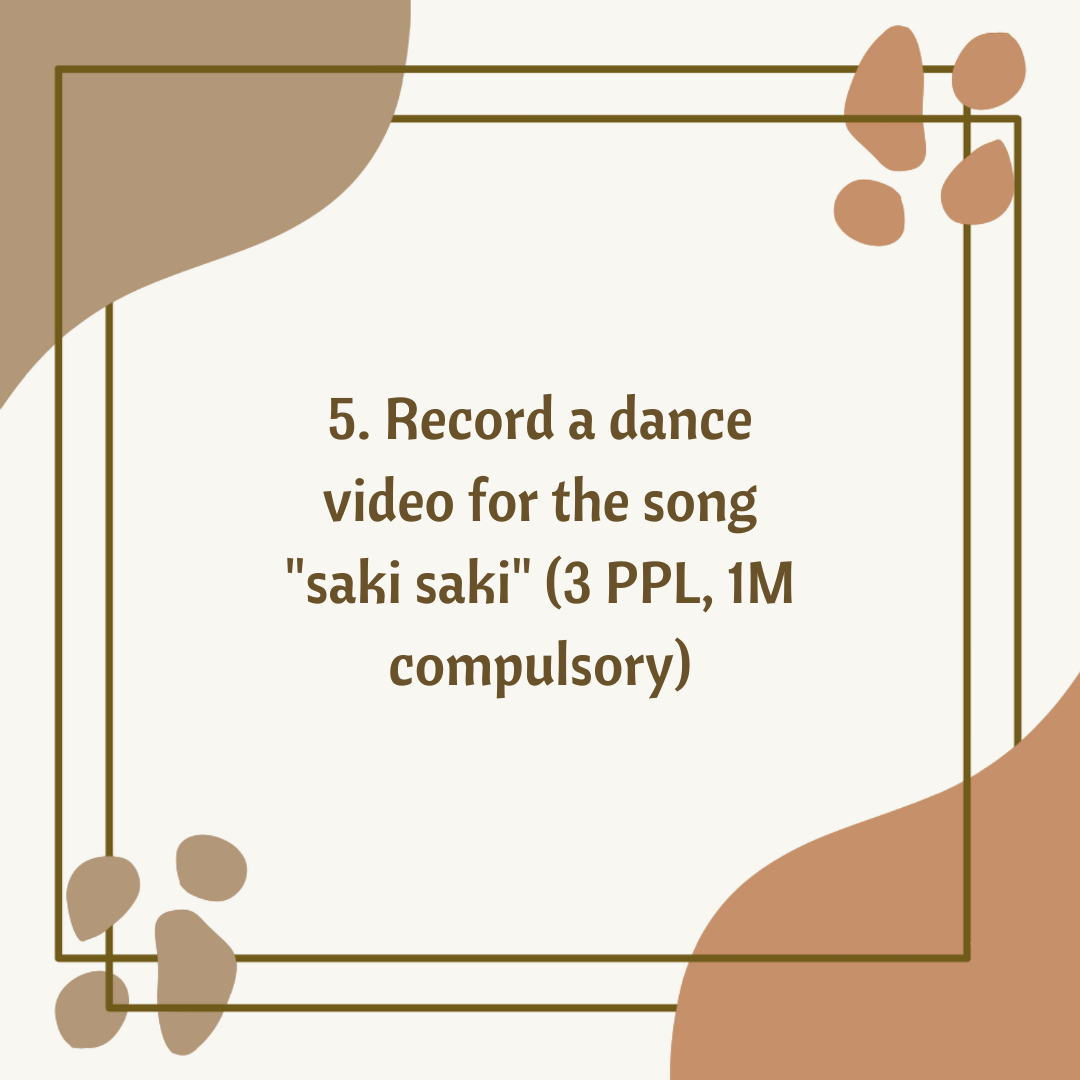 5. Record a dance
video for the song
"saki saki" (3 PPL, 1M
compulsory)